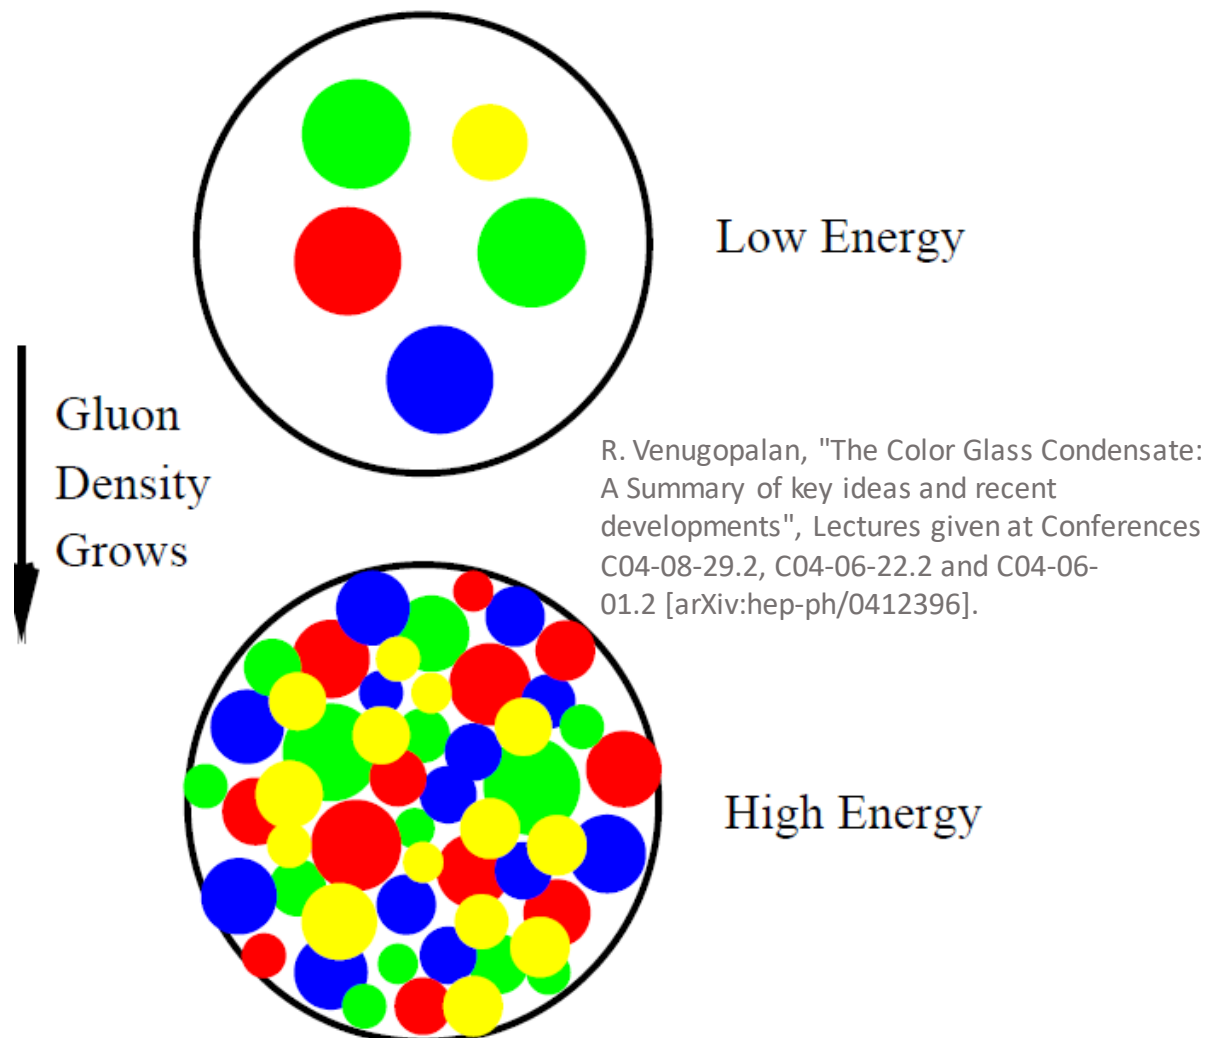 Low Energy
Gluon
Density
Grows
R. Venugopalan, "The Color Glass Condensate:
A Summary of key ideas and recent
developments", Lectures given at Conferences
C04-08-29.2, C04-06-22.2 and C04-06-
01.2 [arXiv:hep-ph/0412396].
High Energy